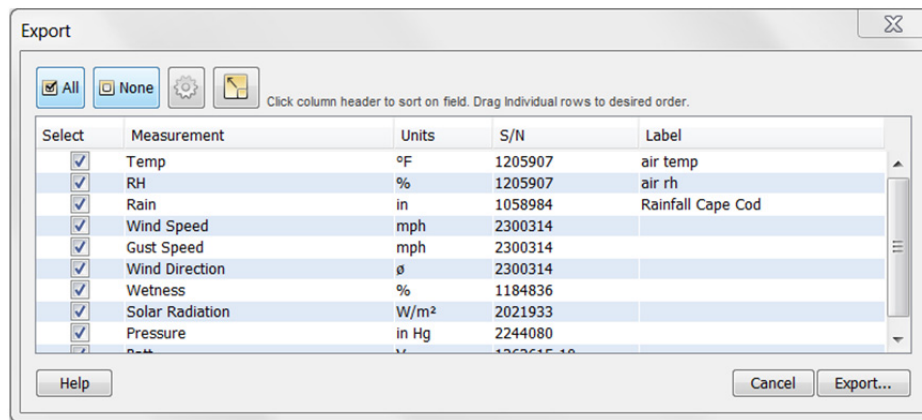 Export
All None Click column header to sort on field. Drag Individual rows to desired order.
Select Measurement Units S/N Label
Temp °F 1205907 air temp
RH % 1205907 air rh
Rain in 1058984 Rainfall Cape Cod
Wind Speed mph 2300314
Gust Speed mph 2300314
Wind Direction ø 2300314
Wetness % 1184836
Solar Radiation W/m² 2021933
Pressure in Hg 2244080
Help Cancel Export...